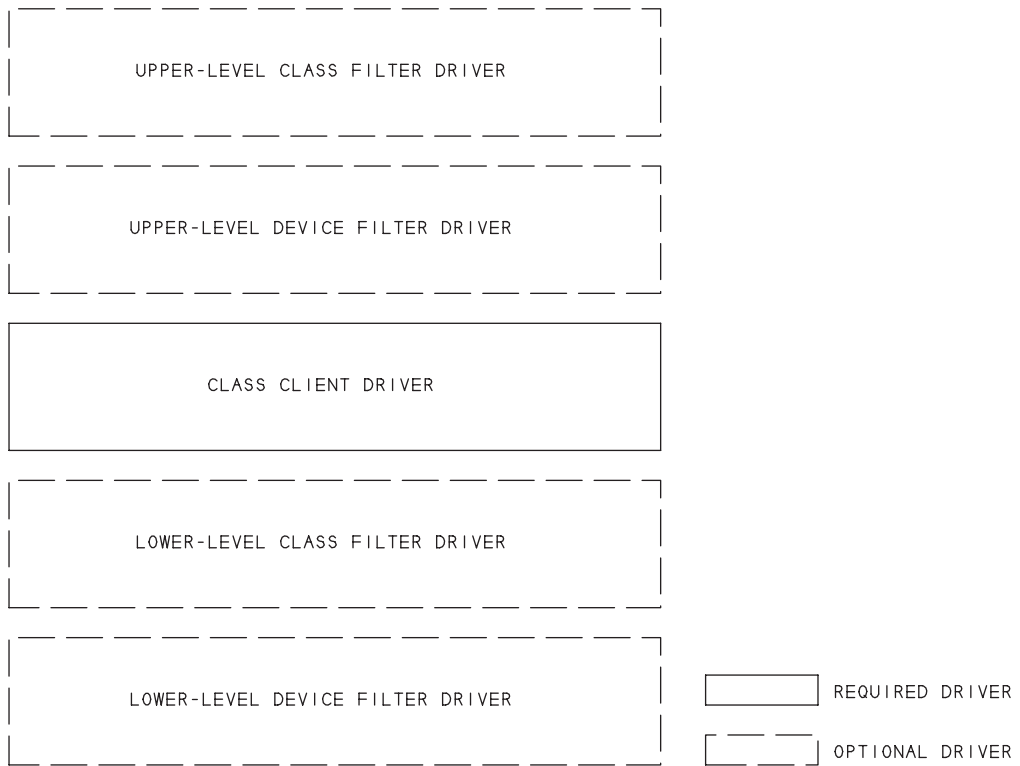 UPPER-LEVEL CLASS FILTER DRIVER
UPPER-LEVEL DEVICE FILTER DRIVER
CLASS CLIENT DRIVER
LOWER-LEVEL CLASS FILTER DRIVER
LOWER-LEVEL DEVICE FILTER DRIVER
REQUIRED DRIVER
OPTIONAL DRIVER